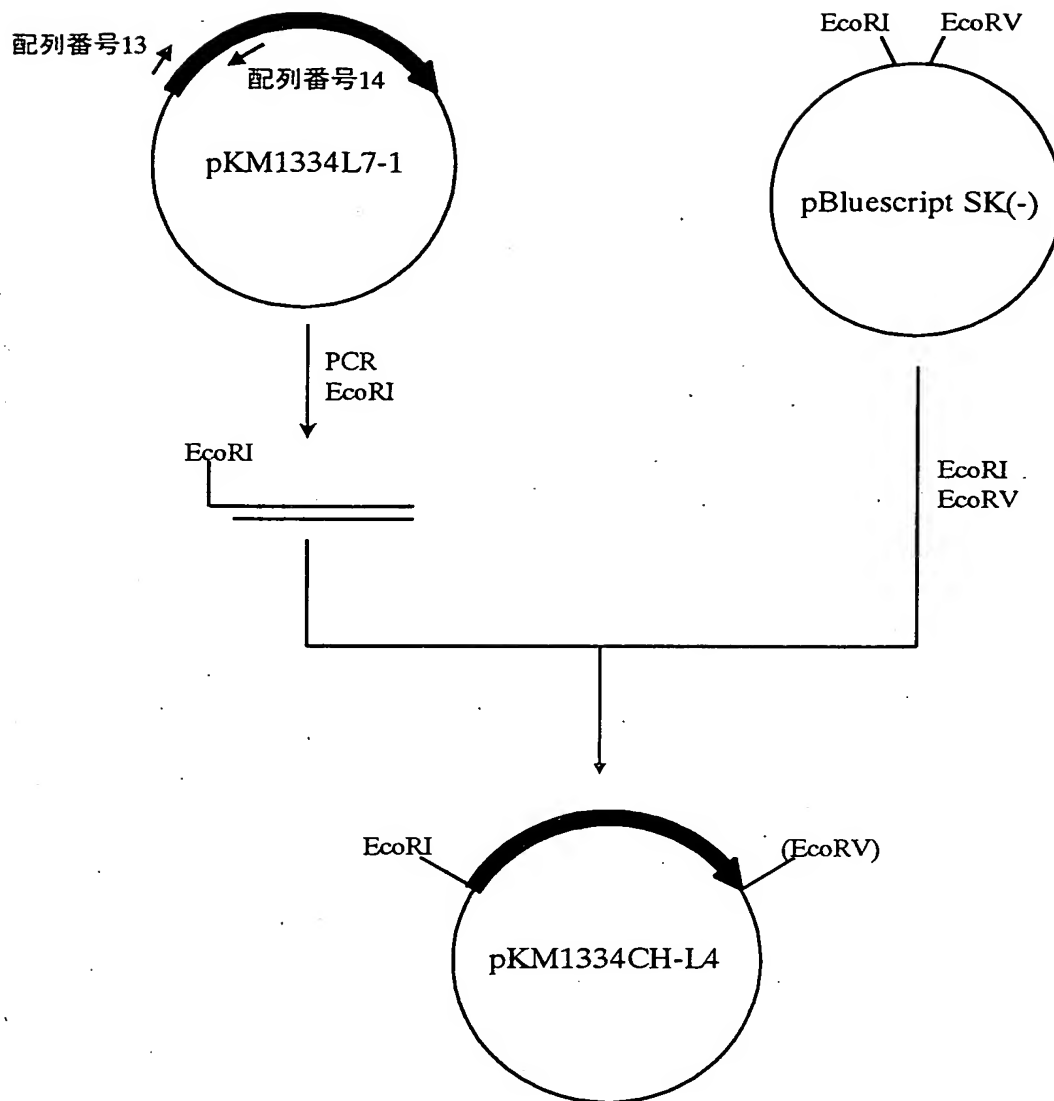 配列番号13
配列番号14
pKM1334L7-1
EcoRI
EcoRV
pBluescript SK(-)
PCR
EcoRI
EcoRI
EcoRI
EcoRV
EcoRI
(EcoRV)
pKM1334CH-L4